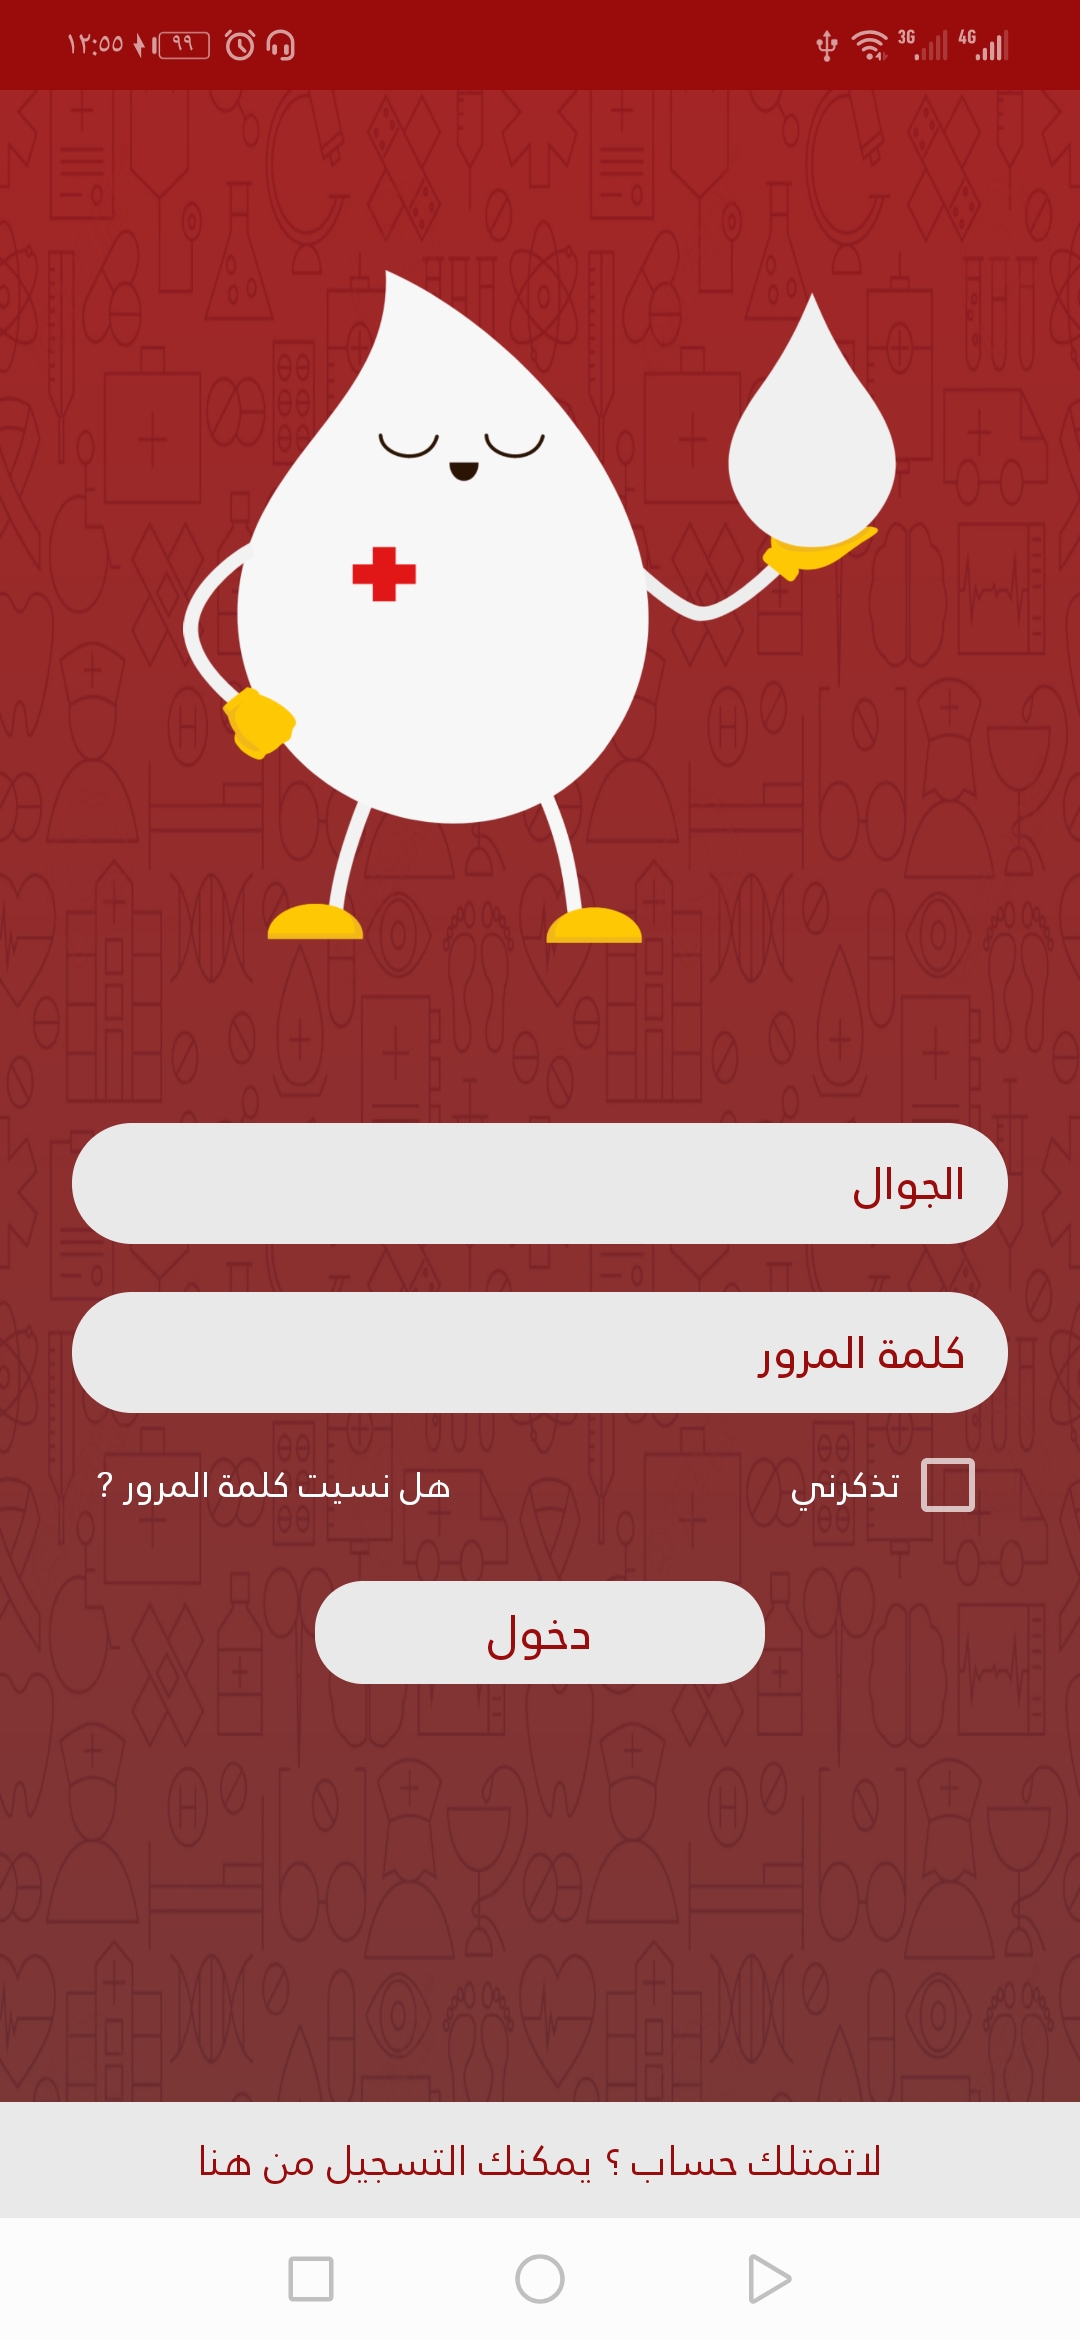 ١٢:٥٥ ٩٩ 3G 4G
الجوال
كلمة المرور
تذكرني
هل نسيت كلمة المرور ?
دخول
لاتمتلك حساب ؟ يمكنك التسجيل من هنا